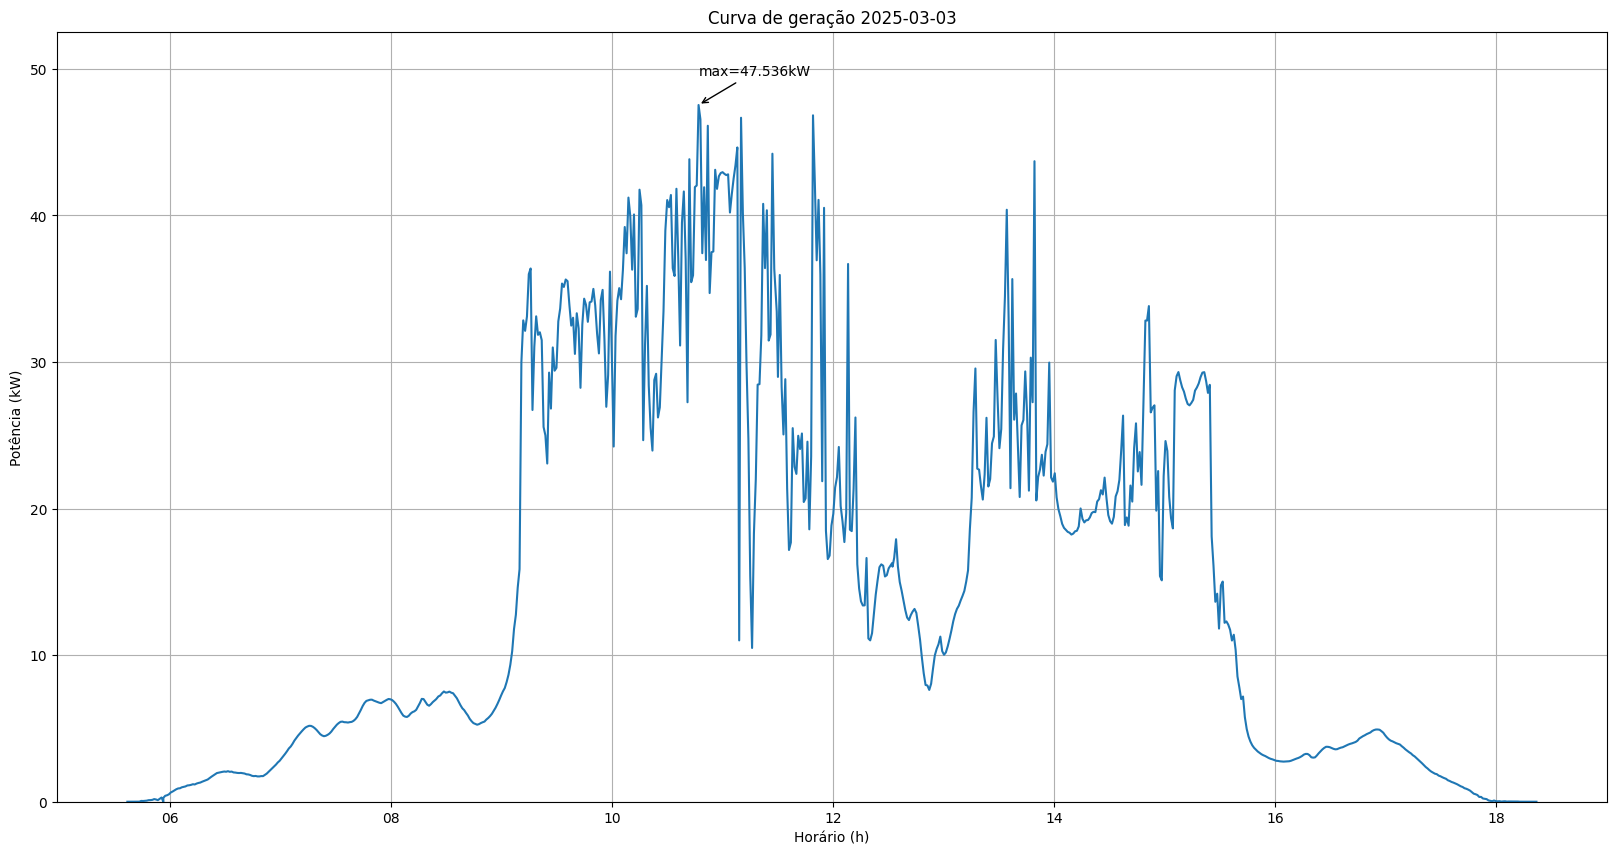 Curva de geração 2025-03-03
max=47.536kW
Potência (kW)
50
40
30
20
10
0
06 08 10 12 14 16 18
Horário (h)